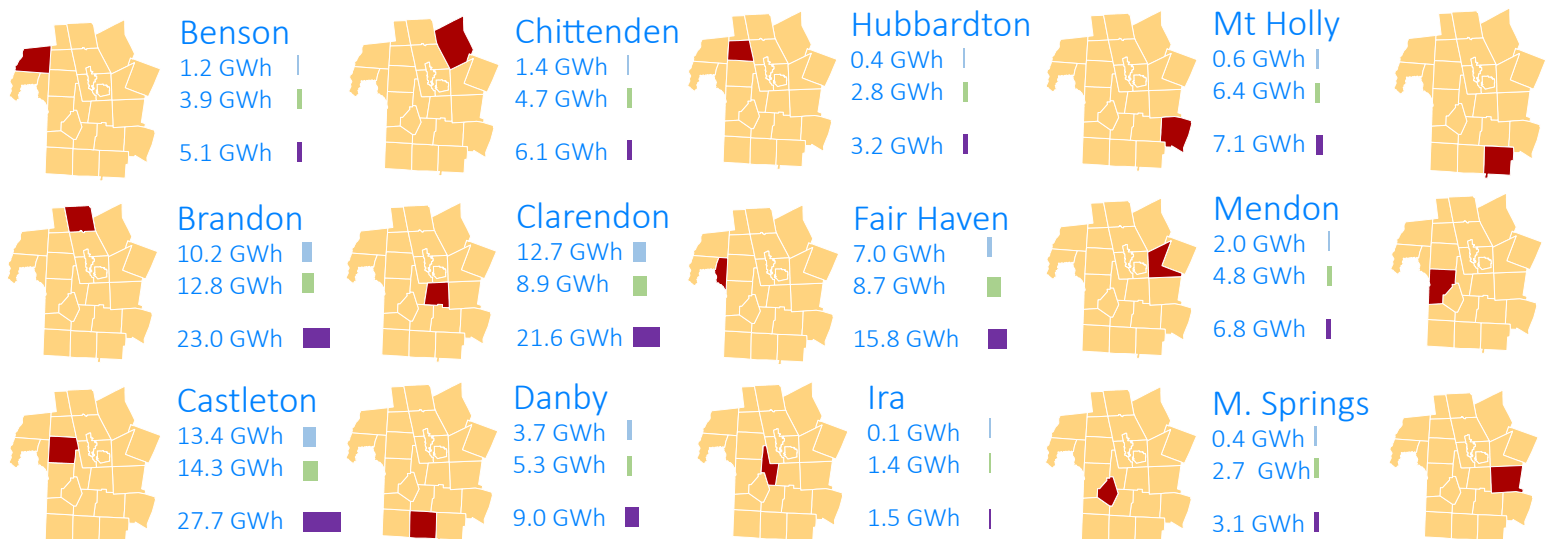 Benson
1.2 GWh
3.9 GWh
5.1 GWh
Chittenden
1.4 GWh
4.7 GWh
6.1 GWh
Hubbardton
0.4 GWh
2.8 GWh
3.2 GWh
Mt Holly
0.6 GWh
6.4 GWh
7.1 GWh
Brandon
10.2 GWh
12.8 GWh
23.0 GWh
Clarendon
12.7 GWh
8.9 GWh
21.6 GWh
Fair Haven
7.0 GWh
8.7 GWh
15.8 GWh
Mendon
2.0 GWh
4.8 GWh
6.8 GWh
Castleton
13.4 GWh
14.3 GWh
27.7 GWh
Danby
3.7 GWh
5.3 GWh
9.0 GWh
Ira
0.1 GWh
1.4 GWh
1.5 GWh
M. Springs
0.4 GWh
2.7 GWh
3.1 GWh